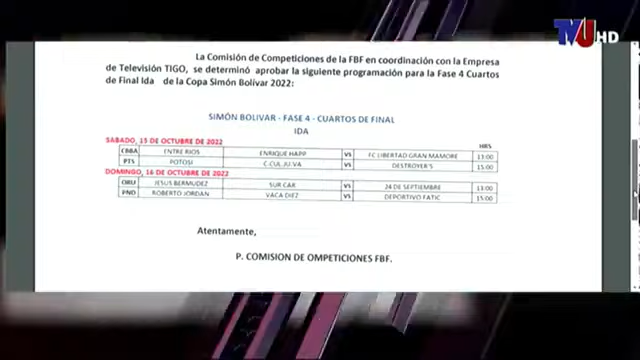 TVU HD
La Comisión de Competiciones de la FBF en coordinación con la Empresa
de Televisión TIGO, se determinó aprobar la siguiente programación para la Fase 4 Cuartos
de Final Ida de la Copa Simón Bolívar 2022:
SIMÓN BOLIVAR - FASE 4 - CUARTOS DE FINAL
IDA
SABADO, 15 DE OCTUBRE DE 2022 HRS
CBBA ENTRE RIOS ENRIQUE HAPP VS FC LIBERTAD GRAN MAMORE 13:00
PTS POTOSI C-CUL JU.VA VS DESTROYER'S 15:00
DOMINGO, 16 DE OCTUBRE DE 2022
ORU JESUS BERMUDEZ SUR CAR VS 24 DE SEPTIEMBRE 13:00
PND ROBERTO JORDAN VACA DIEZ VS DEPORTIVO FATIC 15:00
Atentamente,
P. COMISION DE OMPETICIONES FBF.